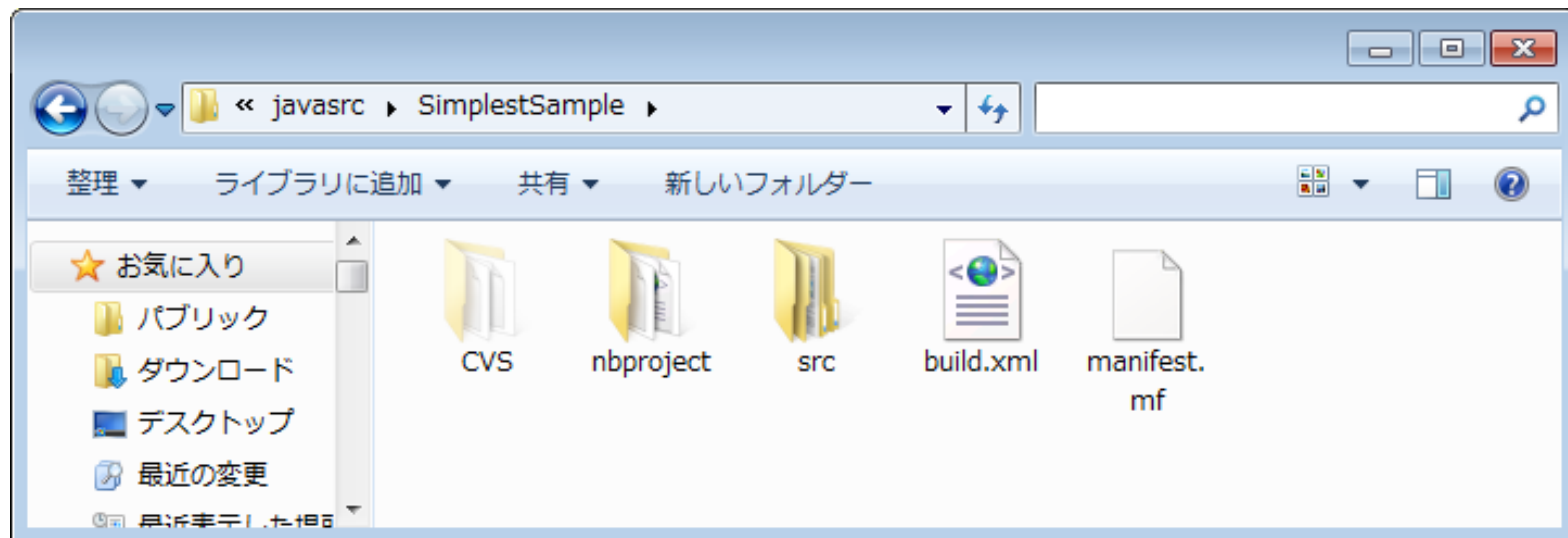 « javasrc SimplestSample
整理 ライブラリに追加 共有 新しいフォルダー
お気に入り
パブリック
ダウンロード
デスクトップ
最近の変更
CVS
nbproject
src
build.xml
manifest.
mf